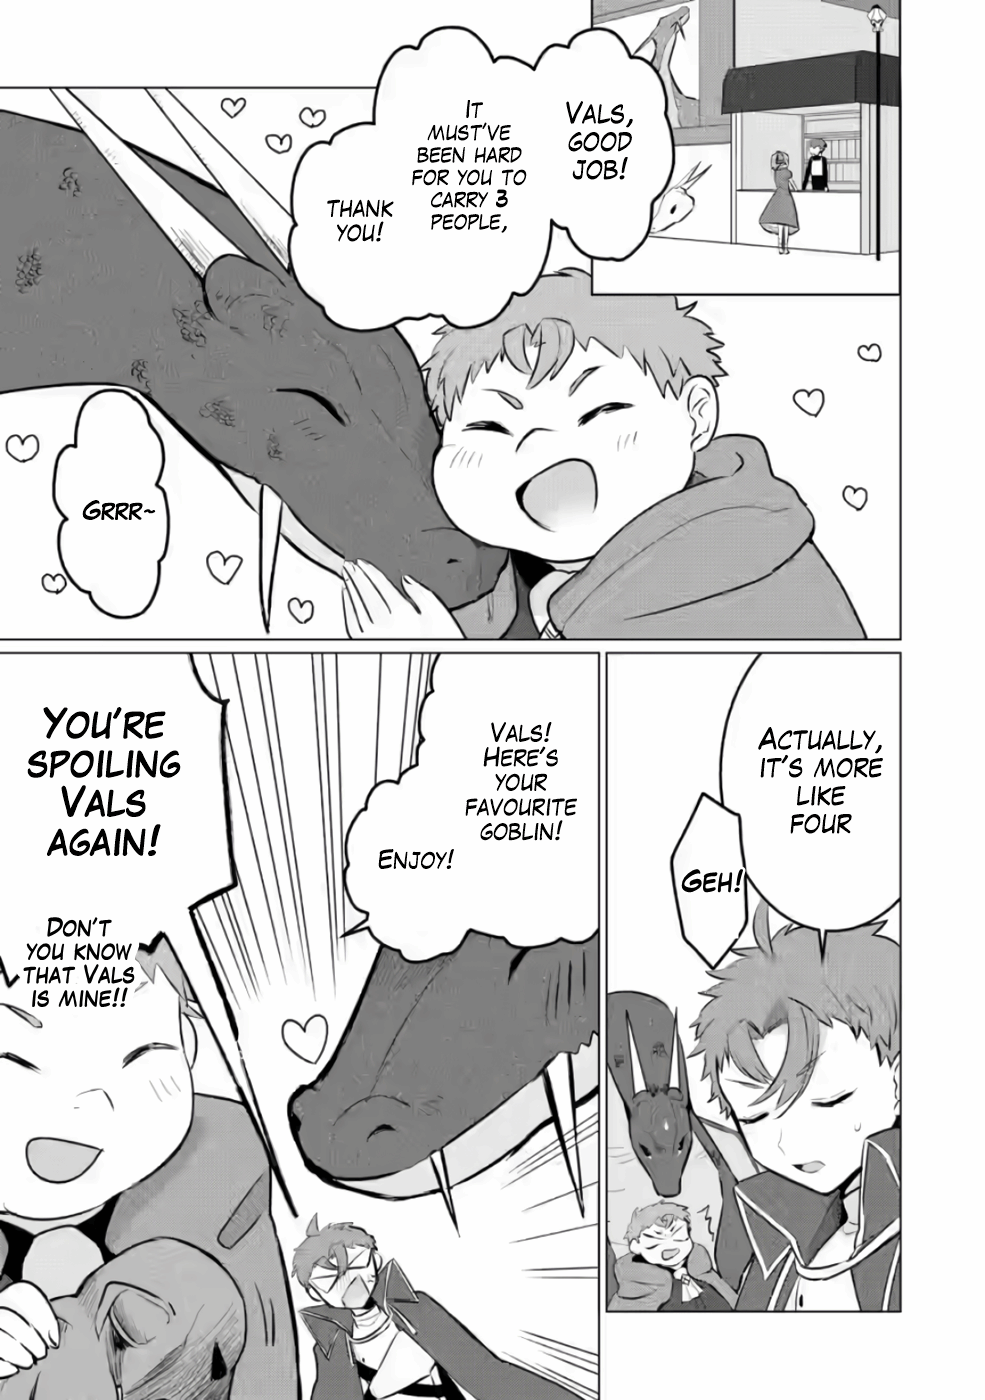 VALS,
GOOD
JOB!
IT
MUST'VE
BEEN HARD
FOR YOU TO
CARRY 3
PEOPLE,
THANK
YOU!
GRRR~
ACTUALLY,
IT'S MORE
LIKE
FOUR
GEH!
VALS!
HERE'S
YOUR
FAVOURITE
GOBLIN!
ENJOY!
YOU'RE
SPOILING
VALS
AGAIN!
DON'T
YOU KNOW
THAT VALS
IS MINE!!